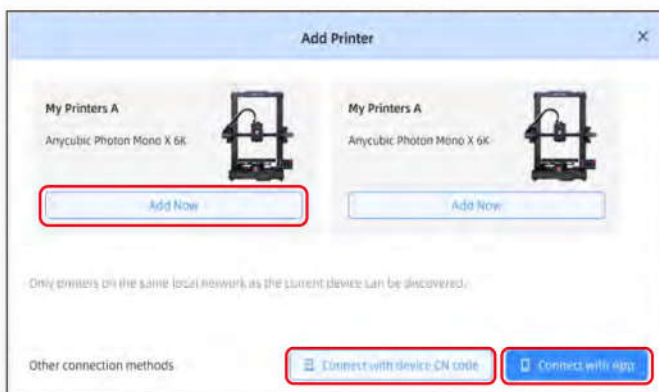 Add Printer
My Printers A
Anycubic Photon Mono X 6K
Add Now
My Printers A
Anycubic Photon Mono X 6K
Add Now
Only printers on the same local network as the current device can be discovered.
Other connection methods
Connect with device CN code
Connect with App